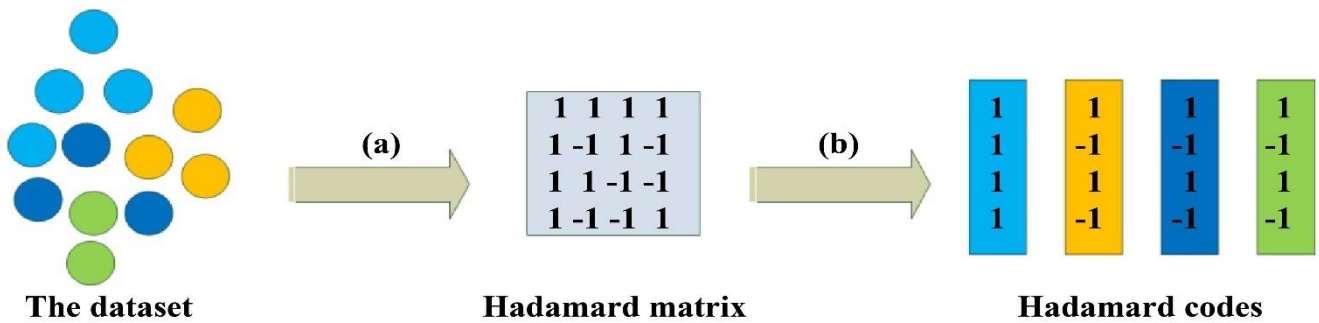 (a)
1 1 1 1
1 -1 1 -1
1 1 -1 -1
1 -1 -1 1
(b)
1 1 1 1
1 -1 -1 -1
1 1 1 1
1 -1 -1 -1
The dataset
Hadamard matrix
Hadamard codes